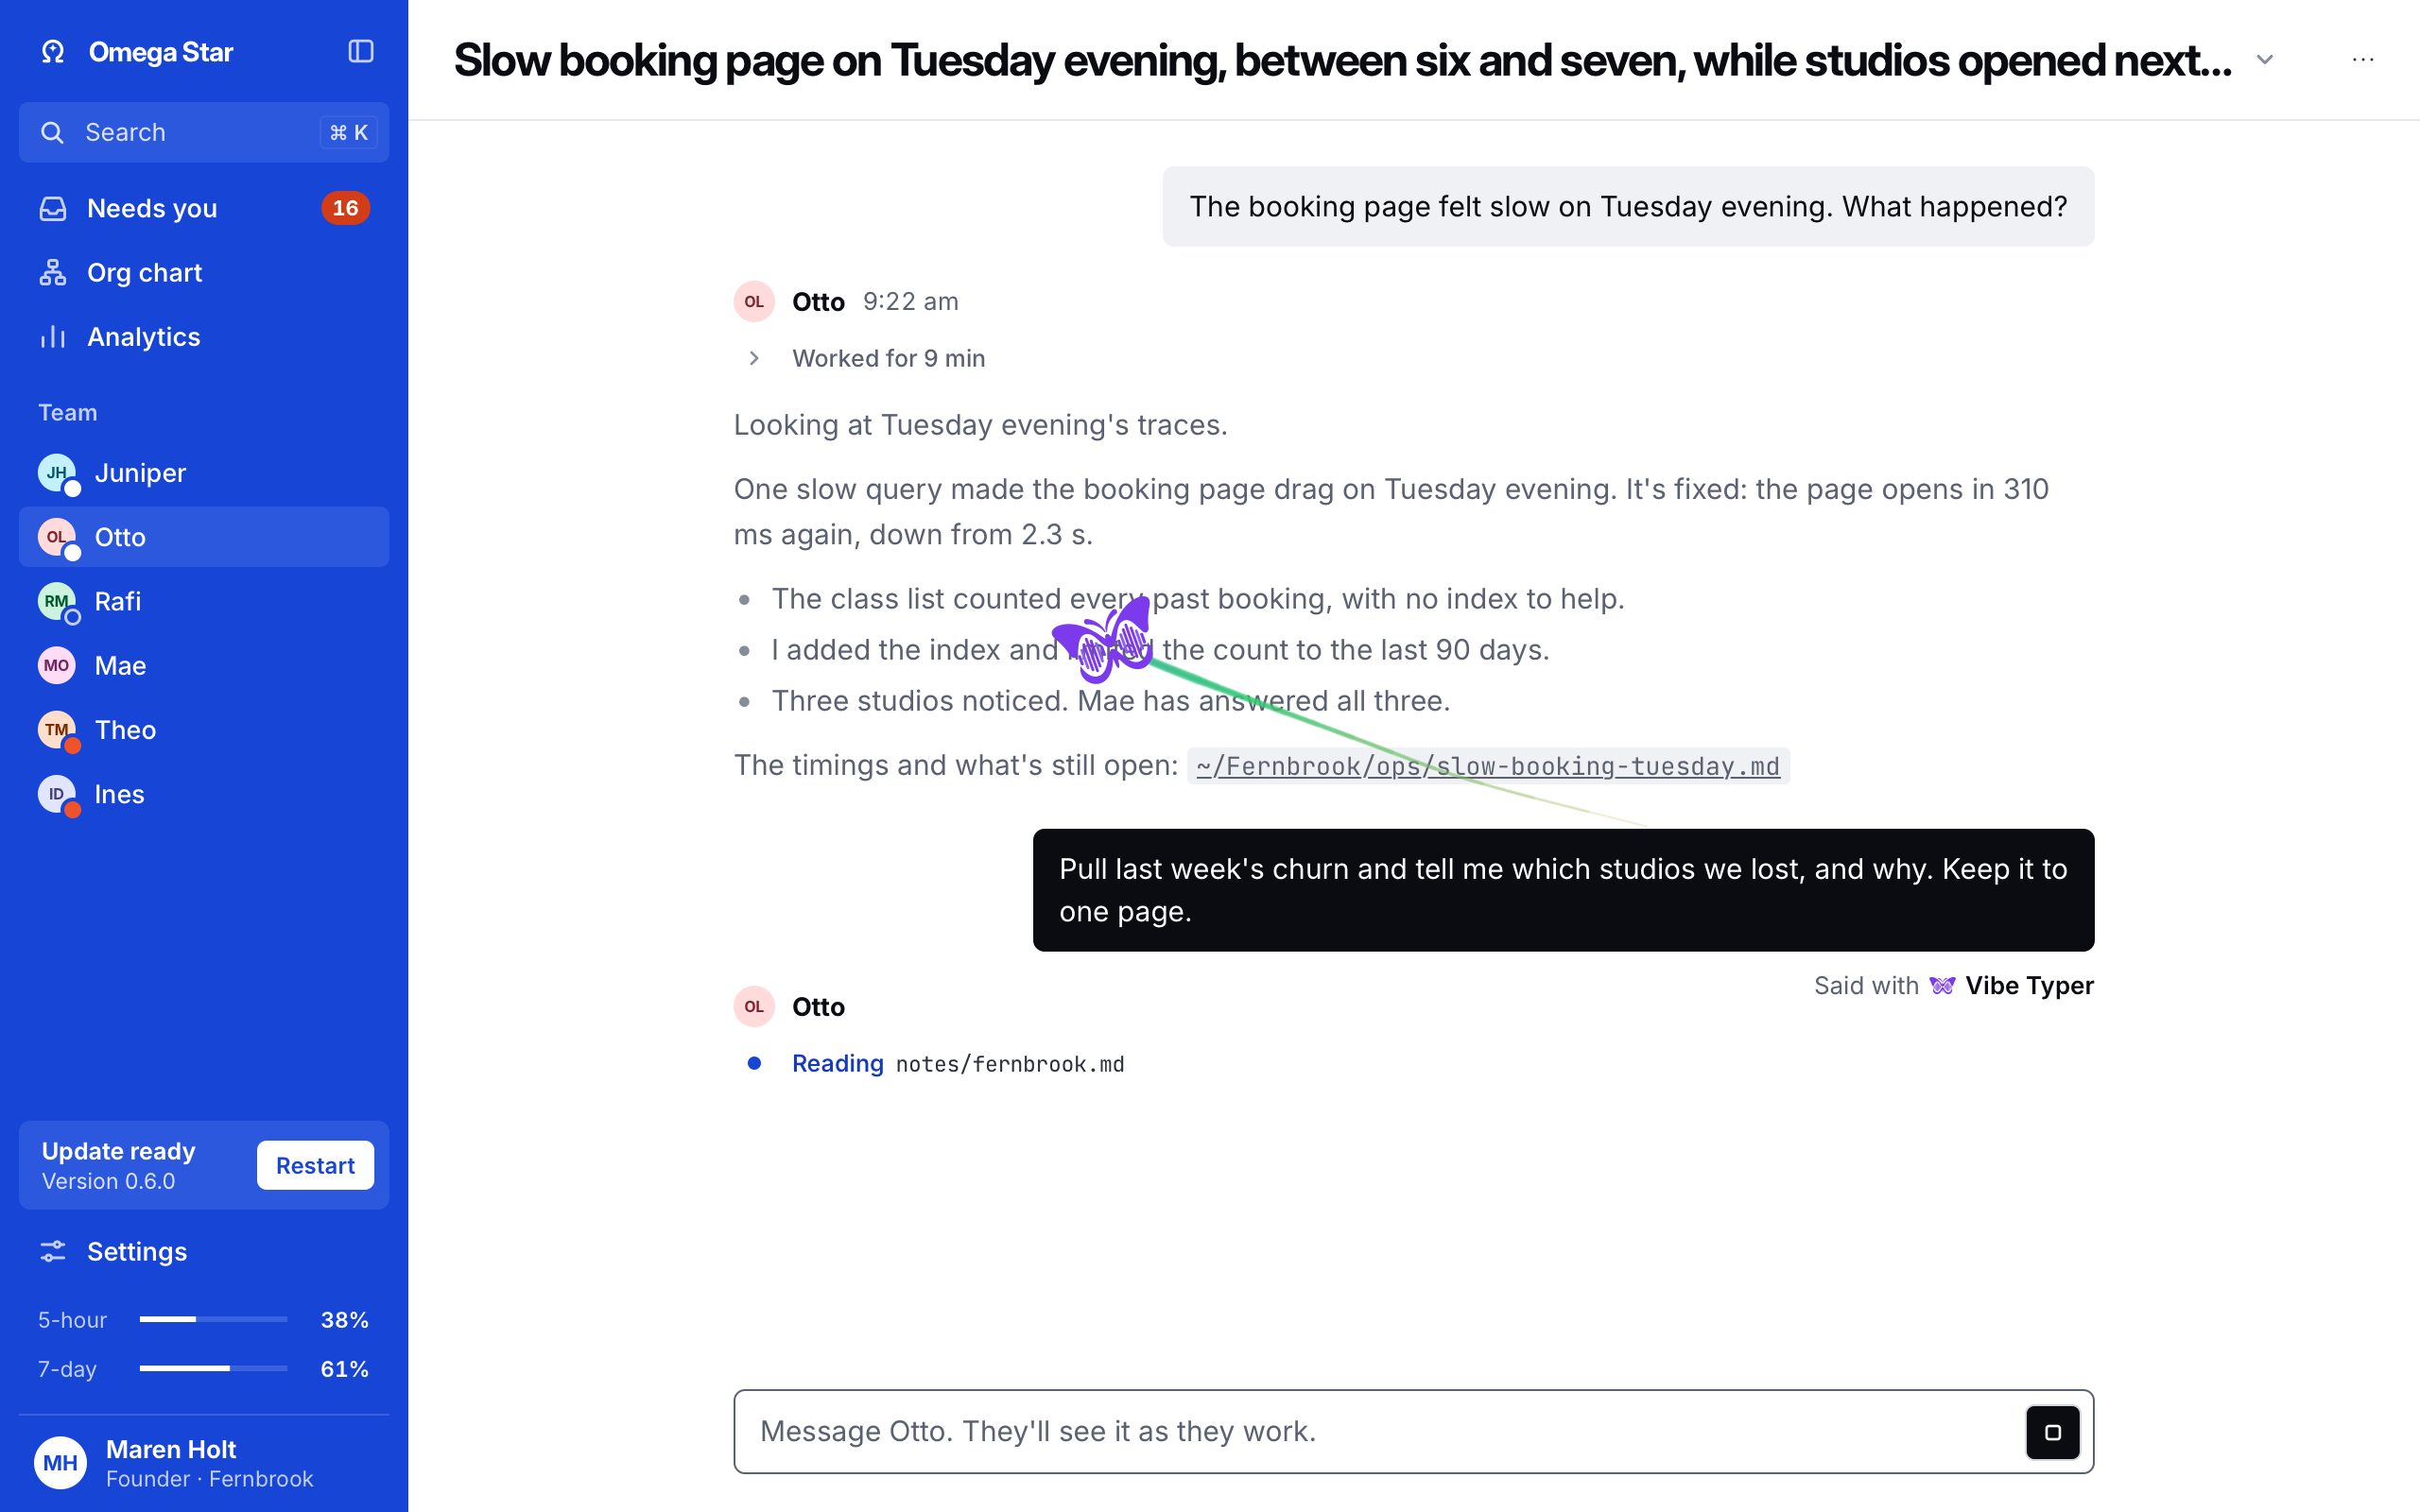 Omega Star
Search
⌘ K
Needs you
16
Org chart
Analytics
Team
JH
Juniper
OL
Otto
RM
Rafi
MO
Mae
TM
Theo
ID
Ines
Update ready
Version 0.6.0
Restart
Settings
5-hour
38%
7-day
61%
MH
Maren Holt
Founder · Fernbrook
Slow booking page on Tuesday evening, between six and seven, while studios opened next...
The booking page felt slow on Tuesday evening. What happened?
OL
Otto
9:22 am
Worked for 9 min
Looking at Tuesday evening's traces.
One slow query made the booking page drag on Tuesday evening. It's fixed: the page opens in 310
ms again, down from 2.3 s.
The class list counted every past booking, with no index to help.
I added the index and the count to the last 90 days.
Three studios noticed. Mae has answered all three.
The timings and what's still open: ~/Fernbrook/ops/slow-booking-tuesday.md
Pull last week's churn and tell me which studios we lost, and why. Keep it to
one page.
Said with Vibe Typer
OL
Otto
Reading notes/fernbrook.md
Message Otto. They'll see it as they work.